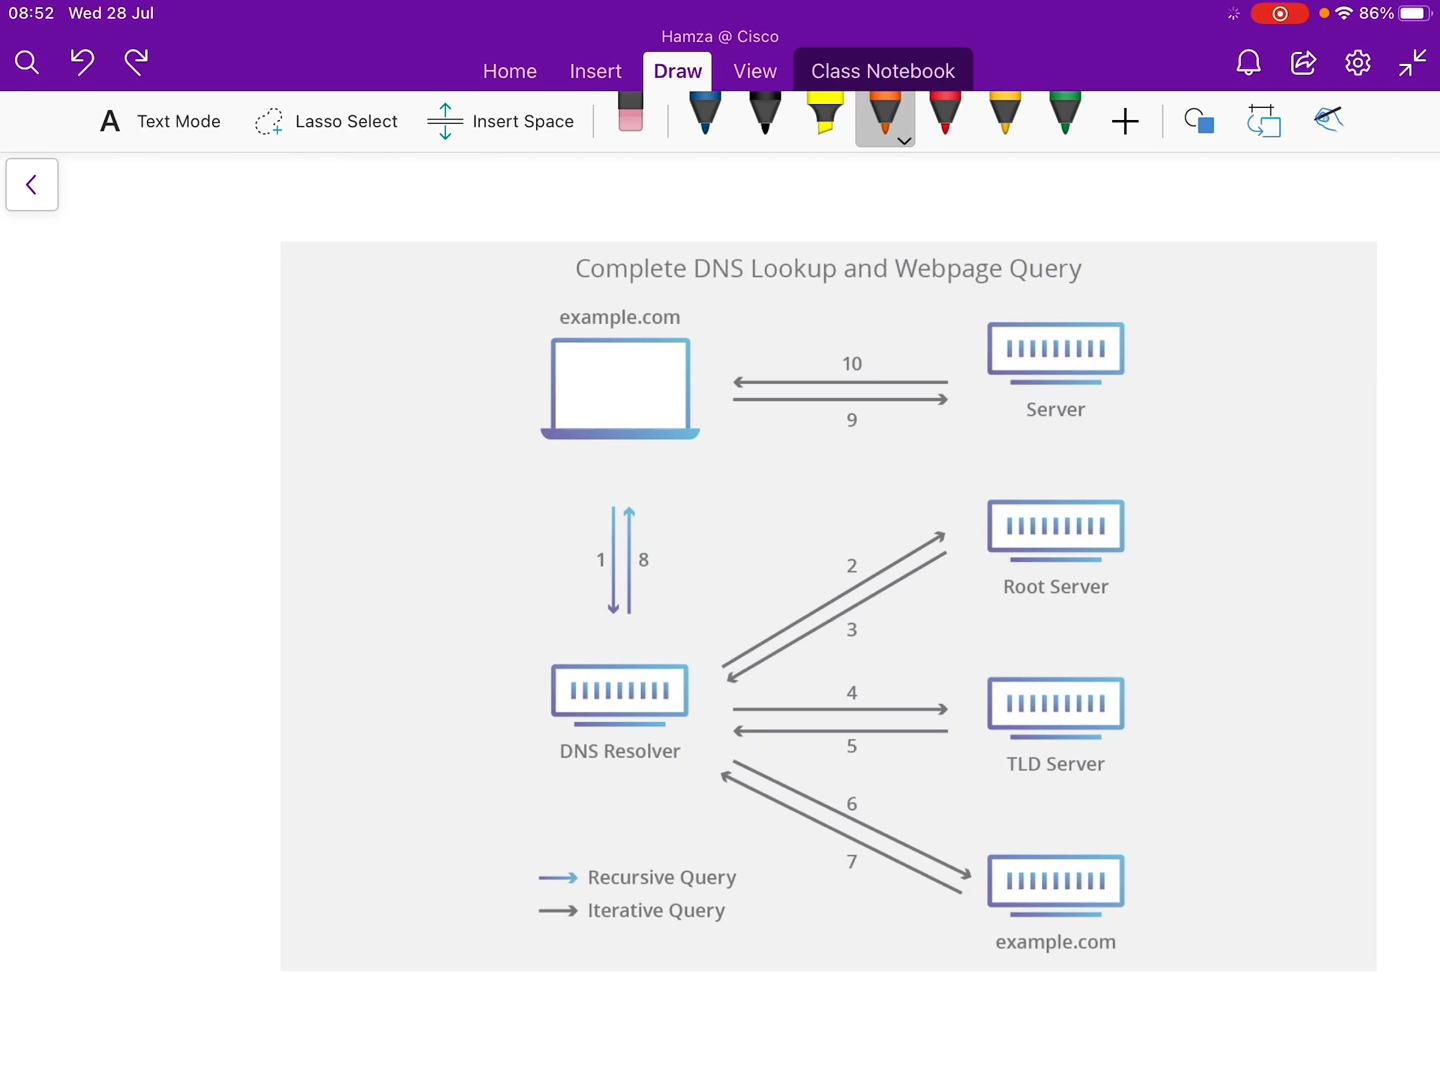 08:52 Wed 28 Jul
86%
Hamza @ Cisco
Home Insert Draw View Class Notebook
A Text Mode Lasso Select Insert Space
Complete DNS Lookup and Webpage Query
example.com
10
9
Server
1 8
2
3
Root Server
DNS Resolver
4
5
TLD Server
6
7
Recursive Query
Iterative Query
example.com